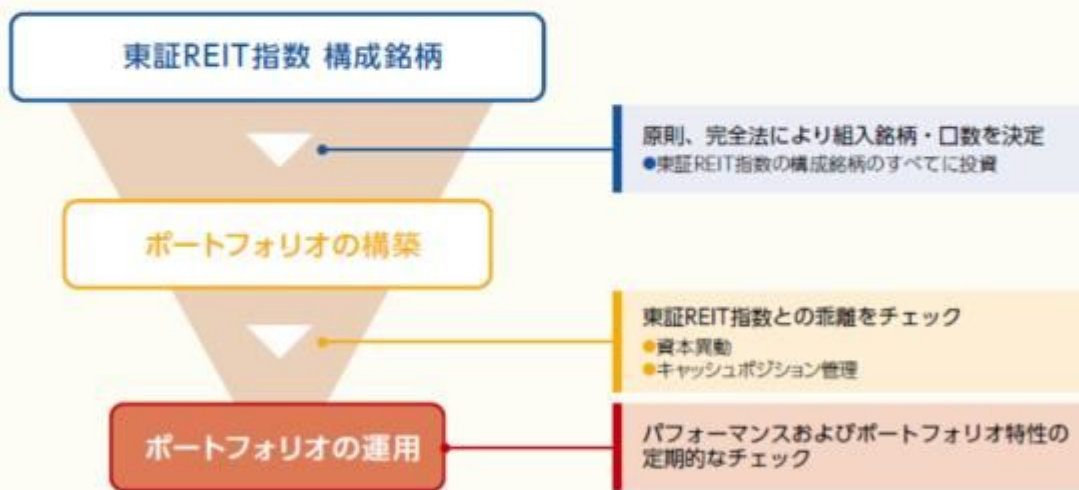 東証REIT指数 構成銘柄
原則、完全法により組入銘柄・口数を決定
●東証REIT指数の構成銘柄のすべてに投資
ポートフォリオの構築
東証REIT指数との乖離をチェック
●資本異動
●キャッシュポジション管理
ポートフォリオの運用
パフォーマンスおよびポートフォリオ特性の
定期的なチェック